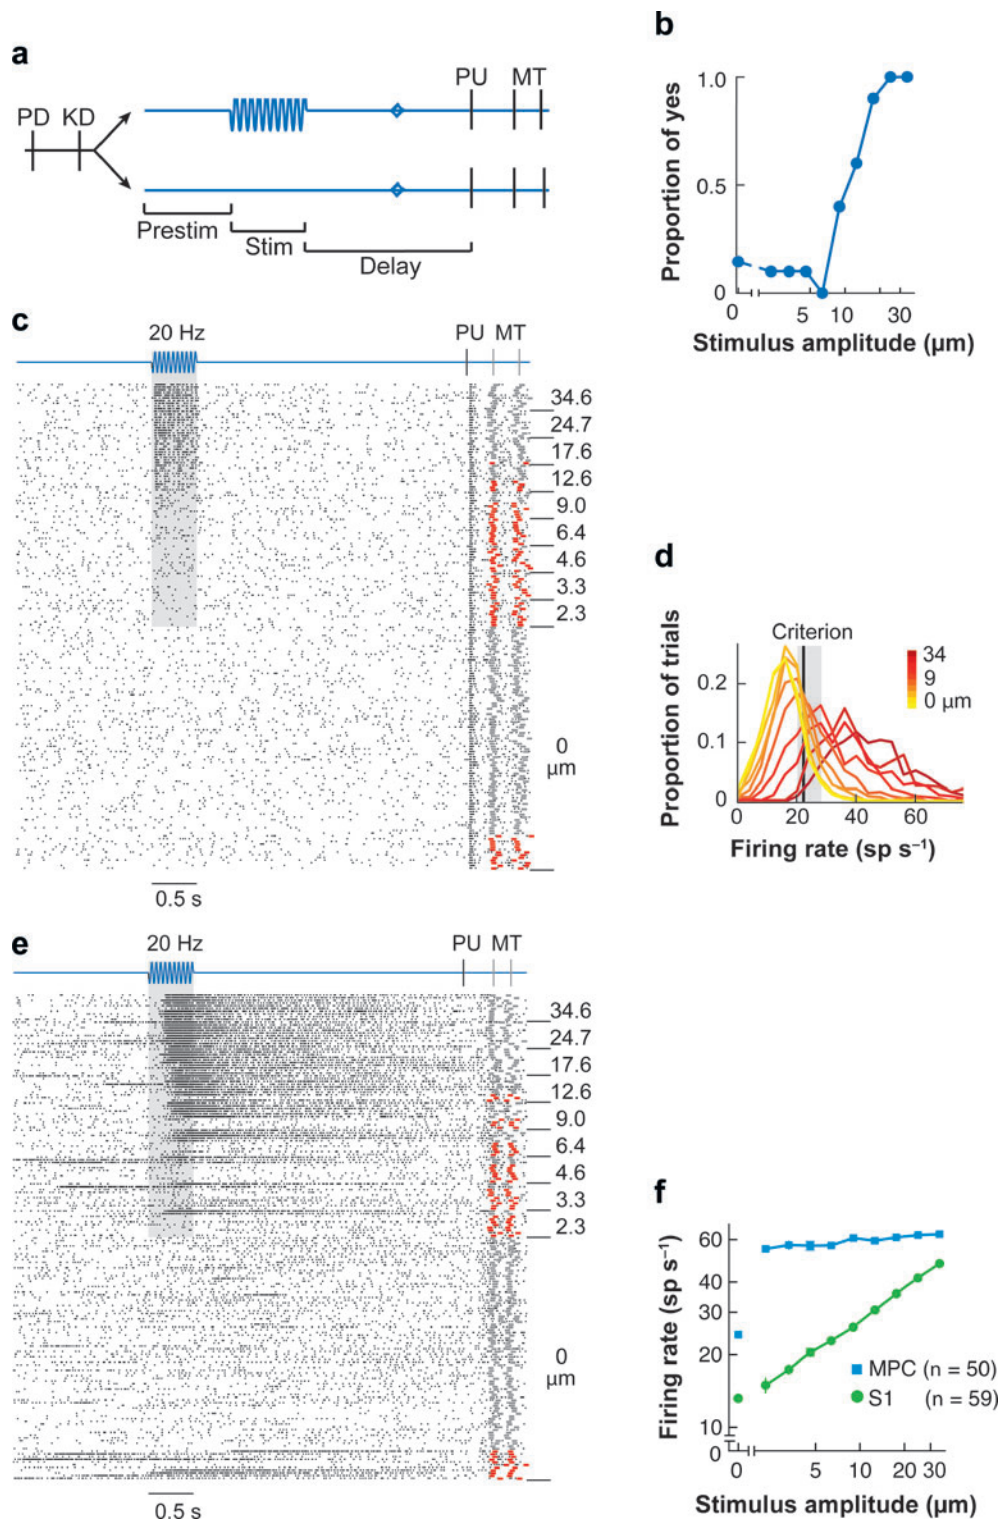 a
PD KD
PU MT
Prestim
Stim
Delay
b
Proportion of yes
1.0
0.5
0
0 5 10 30
Stimulus amplitude (μm)
c
20 Hz
PU MT
34.6
24.7
17.6
12.6
9.0
6.4
4.6
3.3
2.3
0
μm
0.5 s
d
Proportion of trials
Criterion
34
9
0 μm
0.2
0.1
0
0 20 40 60
Firing rate (sp s⁻¹)
e
20 Hz
PU MT
34.6
24.7
17.6
12.6
9.0
6.4
4.6
3.3
2.3
0
μm
0.5 s
f
Firing rate (sp s⁻¹)
60
40
30
20
10
0
MPC (n = 50)
S1 (n = 59)
0 5 10 20 30
Stimulus amplitude (μm)